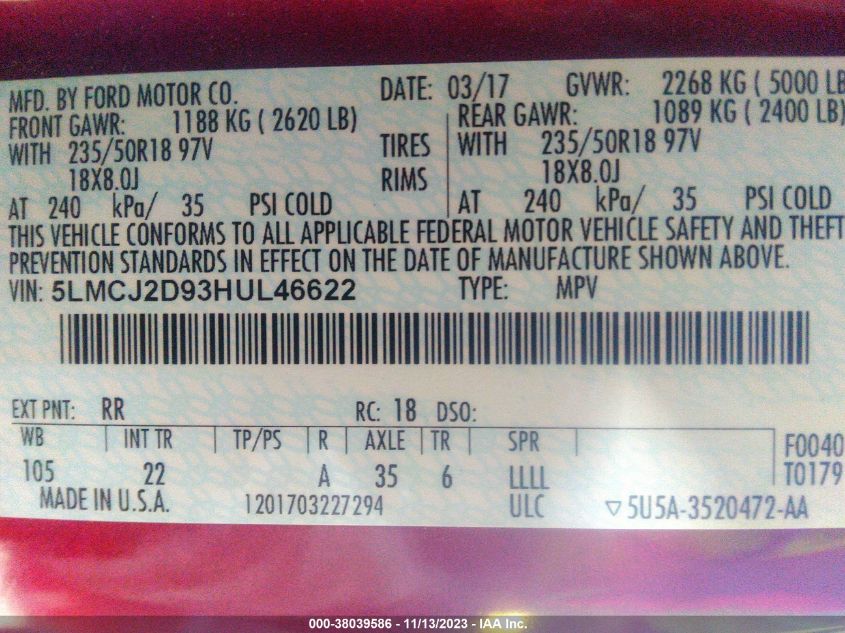 MFD. BY FORD MOTOR CO. DATE: 03/17 GVWR: 2268 KG ( 5000 LB
FRONT GAWR: 1188 KG ( 2620 LB) REAR GAWR: 1089 KG ( 2400 LB)
WITH 235/50R18 97V TIRES WITH 235/50R18 97V
18X8.0J RIMS 18X8.0J
AT 240 kPa/ 35 PSI COLD AT 240 kPa/ 35 PSI COLD
THIS VEHICLE CONFORMS TO ALL APPLICABLE FEDERAL MOTOR VEHICLE SAFETY AND THEFT
PREVENTION STANDARDS IN EFFECT ON THE DATE OF MANUFACTURE SHOWN ABOVE.
VIN: 5LMCJ2D93HUL46622 TYPE: MPV
EXT PNT: RR RC: 18 DSO:
WB INT TR TP/PS R AXLE TR SPR F0040
105 22 A 35 6 LLLL T0179
MADE IN U.S.A. 1201703227294 ULC ▽ 5U5A-3520472-AA
000-38039586 - 11/13/2023 - IAA Inc.